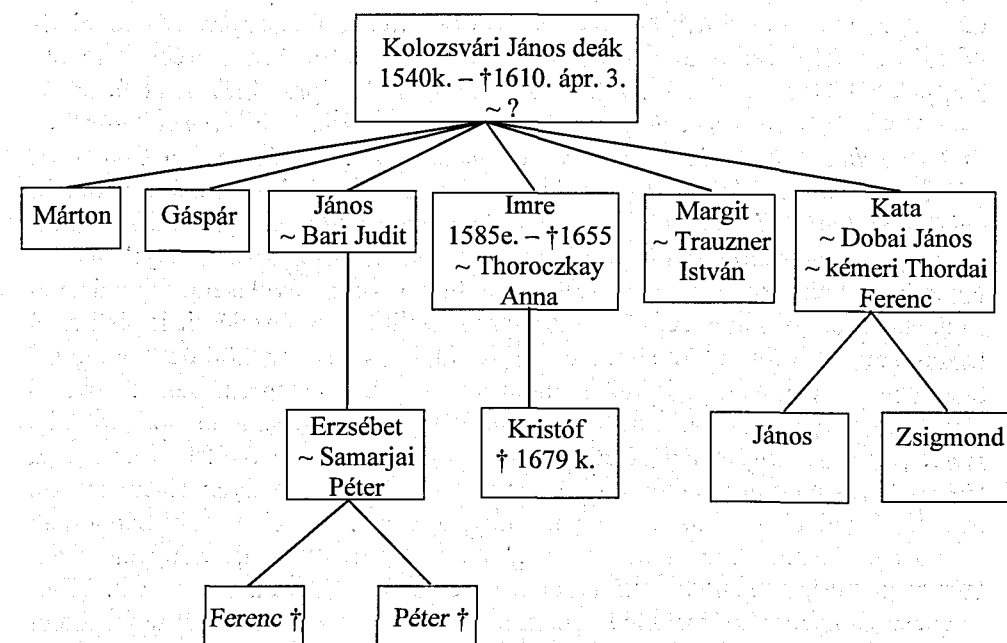 Kolozsvári János deák
1540k. – †1610. ápr. 3.
~ ?
Márton
Gáspár
János
~ Bari Judit
Imre
1585e. – †1655
~ Thoroczkay
Anna
Margit
~ Trauzner
István
Kata
~ Dobai János
~ kémeri Thordai
Ferenc
Erzsébet
~ Samarjai
Péter
Kristóf
† 1679 k.
János
Zsigmond
Ferenc †
Péter †